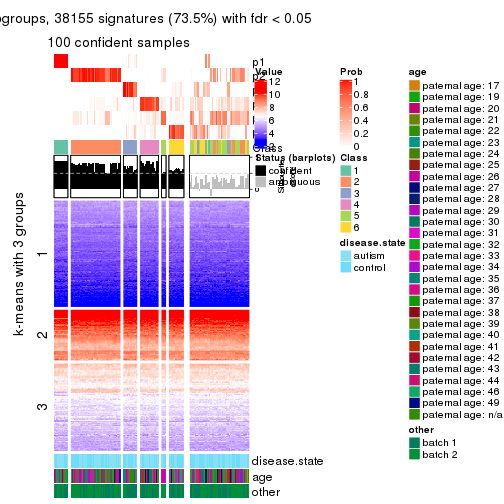 ogroups, 38155 signatures (73.5%) with fdr < 0.05
100 confident samples
p1
Class
k-means with 3 groups
1
2
3
disease.state
age
other
Value
12
10
8
6
4
Status (barplots)
confident
ambiguous
0
Prob
1
0.8
0.6
0.4
0.2
0
Class
1
2
3
4
5
6
disease.state
autism
control
age
paternal age: 17
paternal age: 19
paternal age: 20
paternal age: 21
paternal age: 22
paternal age: 23
paternal age: 24
paternal age: 25
paternal age: 26
paternal age: 27
paternal age: 28
paternal age: 29
paternal age: 30
paternal age: 31
paternal age: 32
paternal age: 33
paternal age: 34
paternal age: 35
paternal age: 36
paternal age: 37
paternal age: 38
paternal age: 39
paternal age: 40
paternal age: 41
paternal age: 42
paternal age: 43
paternal age: 44
paternal age: 46
paternal age: 49
paternal age: n/a
other
batch 1
batch 2